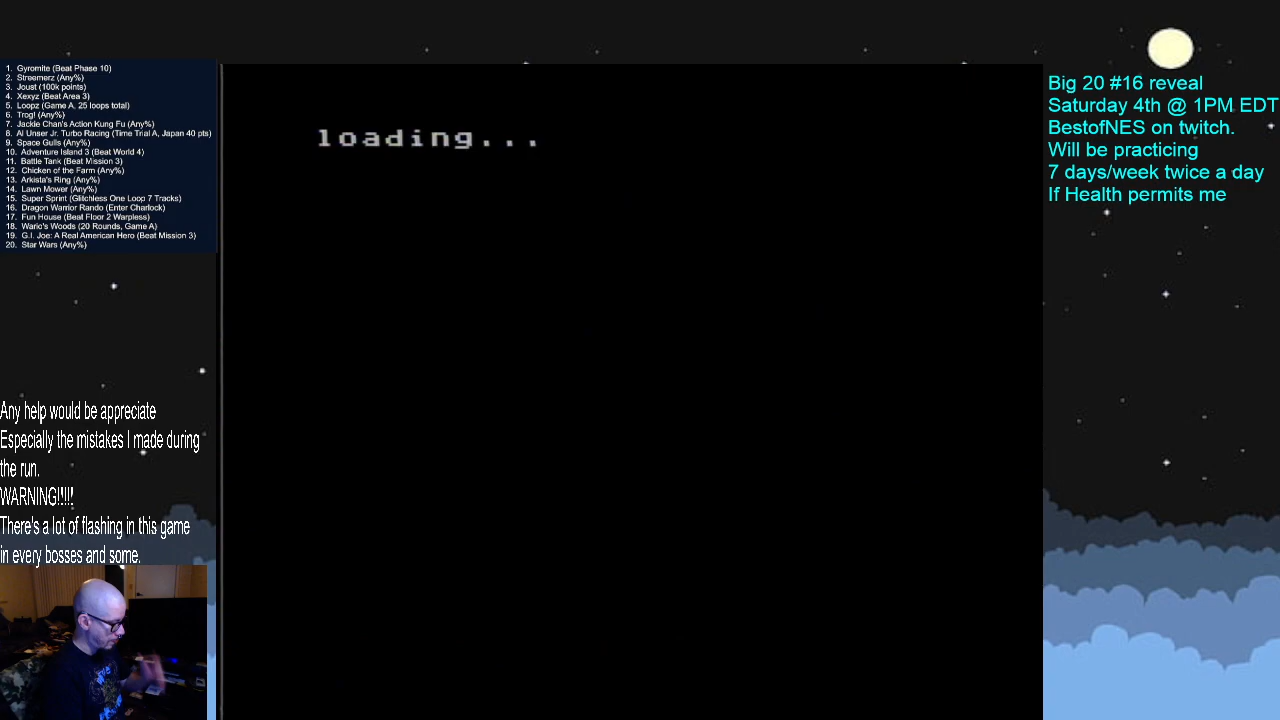 1. Gyromite (Beat Phase 10)
2. Streemerz (Any%)
3. Joust (100k points)
4. Xexyz (Beat Area 3)
5. Loopz (Game A, 25 loops total)
6. Trog! (Any%)
7. Jackie Chan's Action Kung Fu (Any%)
8. Al Unser Jr. Turbo Racing (Time Trial A, Japan 40 pts)
9. Space Gulls (Any%)
10. Adventure Island 3 (Beat World 4)
11. Battle Tank (Beat Mission 3)
12. Chicken of the Farm (Any%)
13. Arkista's Ring (Any%)
14. Lawn Mower (Any%)
15. Super Sprint (Glitchless One Loop 7 Tracks)
16. Dragon Warrior Rando (Enter Charlock)
17. Fun House (Beat Floor 2 Warpless)
18. Wario's Woods (20 Rounds, Game A)
19. G.I. Joe: A Real American Hero (Beat Mission 3)
20. Star Wars (Any%)
loading...
Big 20 #16 reveal
Saturday 4th @ 1PM EDT
BestofNES on twitch.
Will be practicing
7 days/week twice a day
If Health permits me
Any help would be appreciate
Especially the mistakes I made during
the run.
WARNING!!!!!
There's a lot of flashing in this game
in every bosses and some.